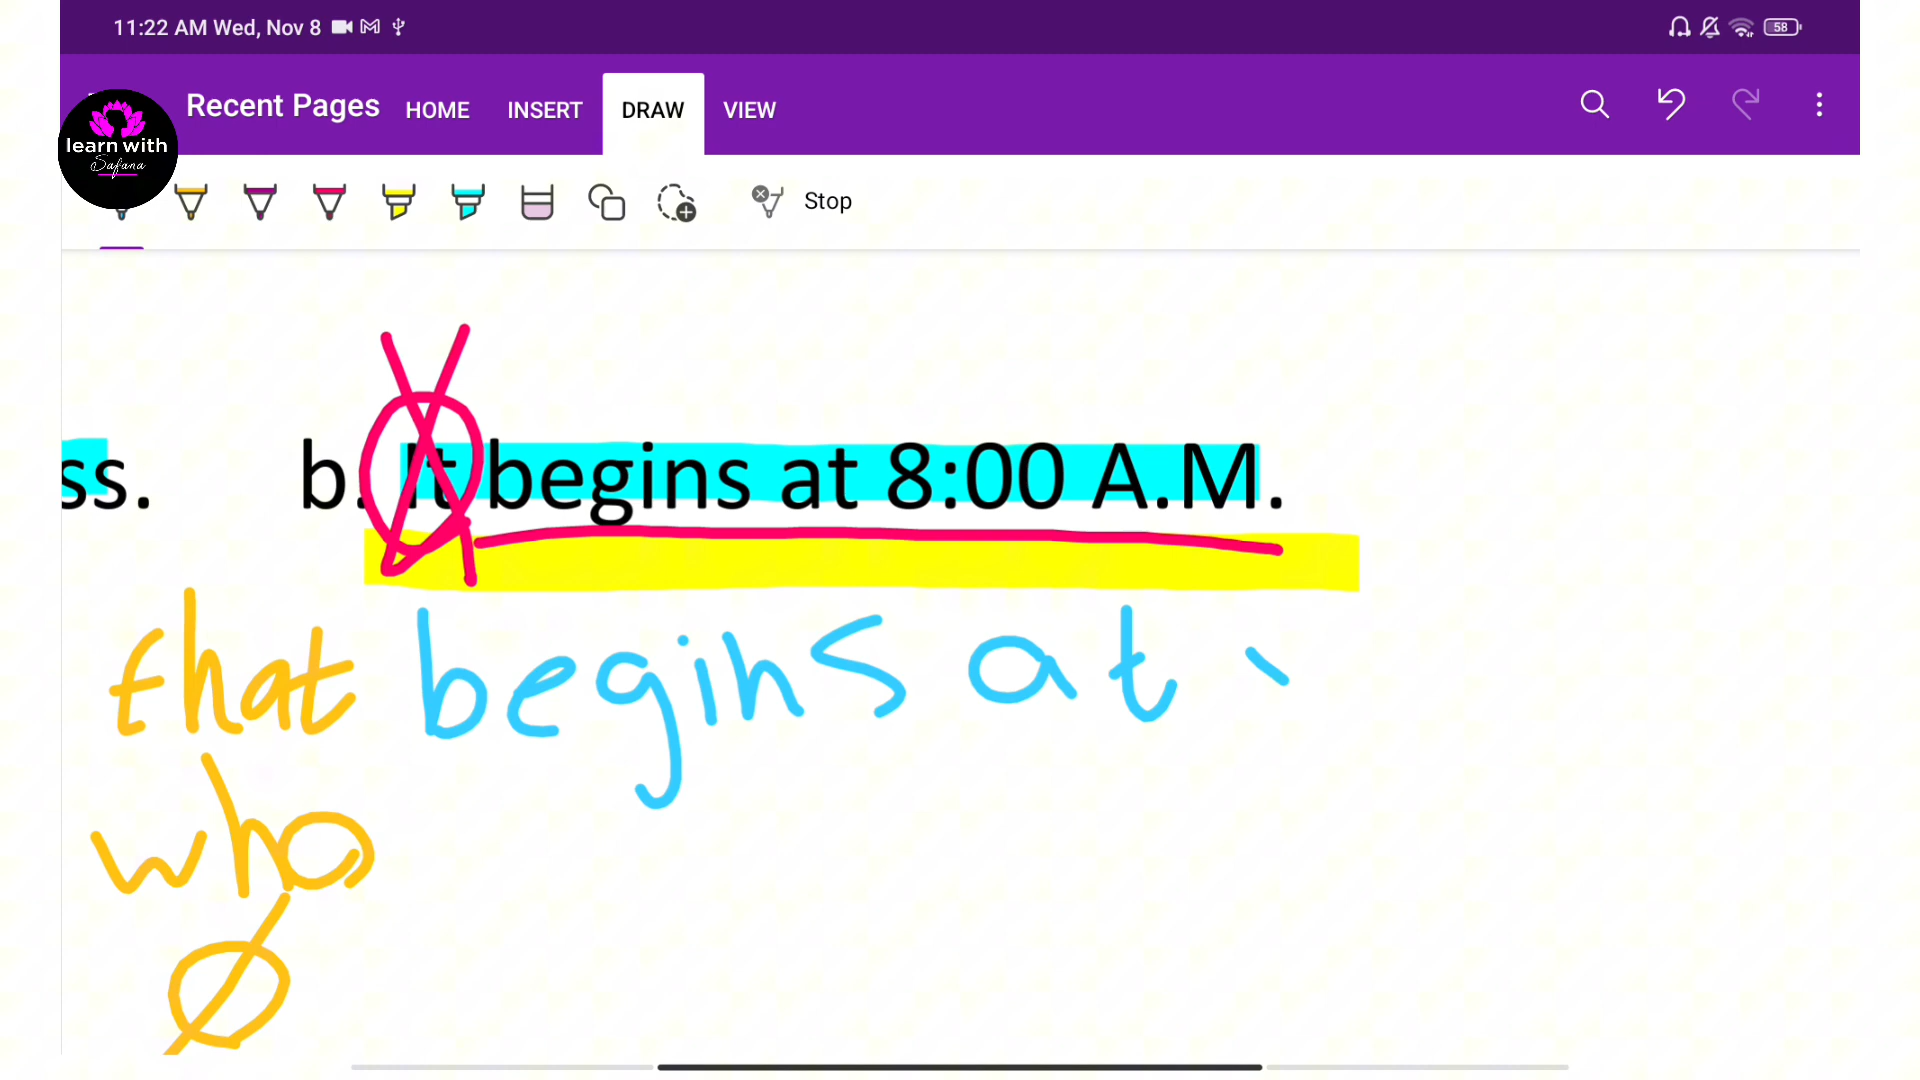 11:22 AM Wed, Nov 8
58
learn with
Safana
Recent Pages HOME INSERT DRAW VIEW
Stop
ss. b. It begins at 8:00 A.M.
that begins at
who
Ø